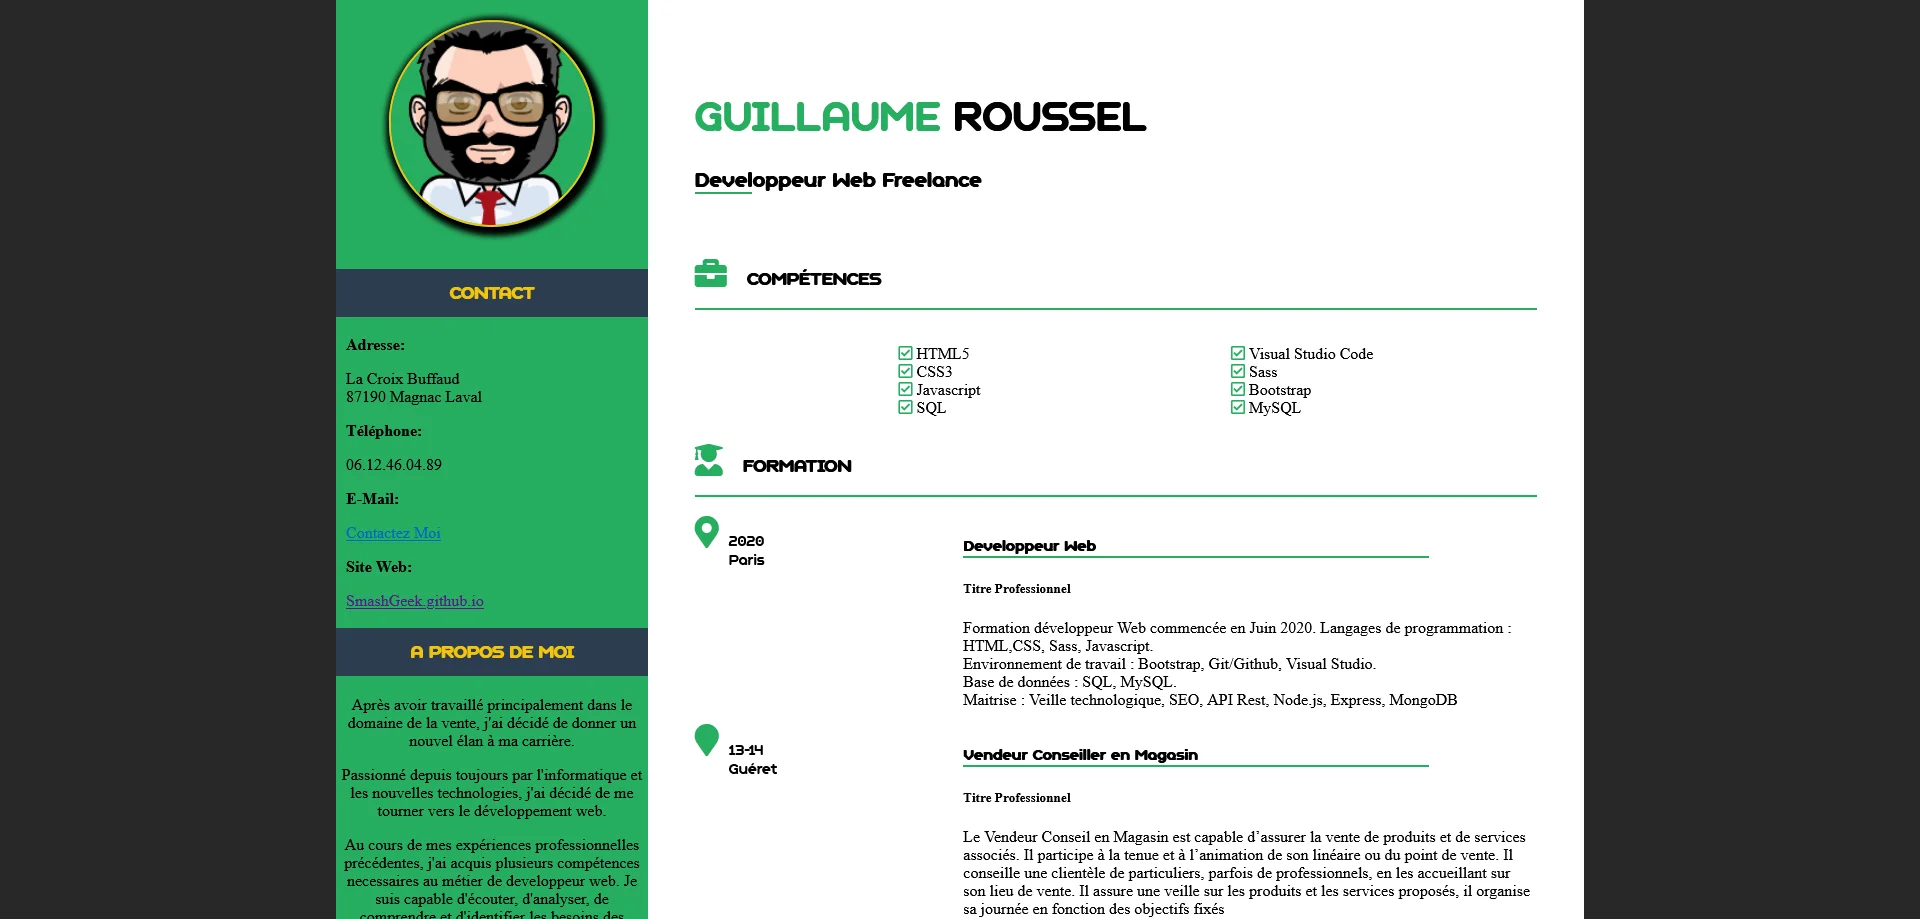 CONTACT
Adresse:
La Croix Buffaud
87190 Magnac Laval
Téléphone:
06.12.46.04.89
E-Mail:
Contactez Moi
Site Web:
SmashGeek.github.io
A PROPOS DE MOI
Après avoir travaillé principalement dans le
domaine de la vente, j'ai décidé de donner un
nouvel élan à ma carrière.
Passionné depuis toujours par l'informatique et
les nouvelles technologies, j'ai décidé de me
tourner vers le développement web.
Au cours de mes expériences professionnelles
précédentes, j'ai acquis plusieurs compétences
necessaires au métier de developpeur web. Je
suis capable d'écouter, d'analyser, de
comprendre et d'identifier les besoins des
GUILLAUME ROUSSEL
Developpeur Web Freelance
COMPÉTENCES
HTML5
CSS3
Javascript
SQL
Visual Studio Code
Sass
Bootstrap
MySQL
FORMATION
2020
Paris
Developpeur Web
Titre Professionnel
Formation développeur Web commencée en Juin 2020. Langages de programmation :
HTML,CSS, Sass, Javascript.
Environnement de travail : Bootstrap, Git/Github, Visual Studio.
Base de données : SQL, MySQL.
Maitrise : Veille technologique, SEO, API Rest, Node.js, Express, MongoDB
13-14
Guéret
Vendeur Conseiller en Magasin
Titre Professionnel
Le Vendeur Conseil en Magasin est capable d’assurer la vente de produits et de services
associés. Il participe à la tenue et à l’animation de son linéaire ou du point de vente. Il
conseille une clientèle de particuliers, parfois de professionnels, en les accueillant sur
son lieu de vente. Il assure une veille sur les produits et les services proposés, il organise
sa journée en fonction des objectifs fixés